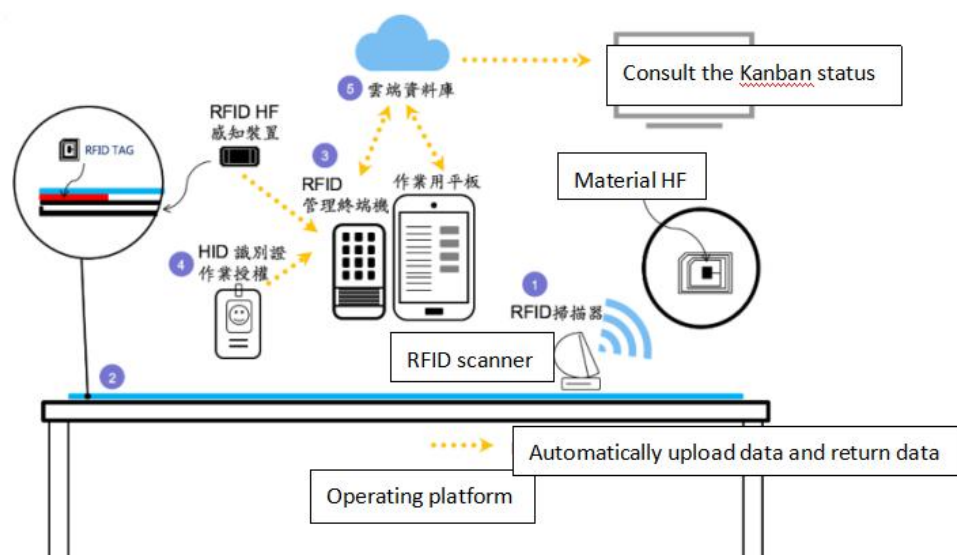 5 雲端資料庫
Consult the Kanban status
RFID HF
感知裝置
RFID TAG
3
RFID
管理終端機
作業用平板
Material HF
4
HID 識別證
作業授權
1
RFID掃描器
RFID scanner
2
Automatically upload data and return data
Operating platform